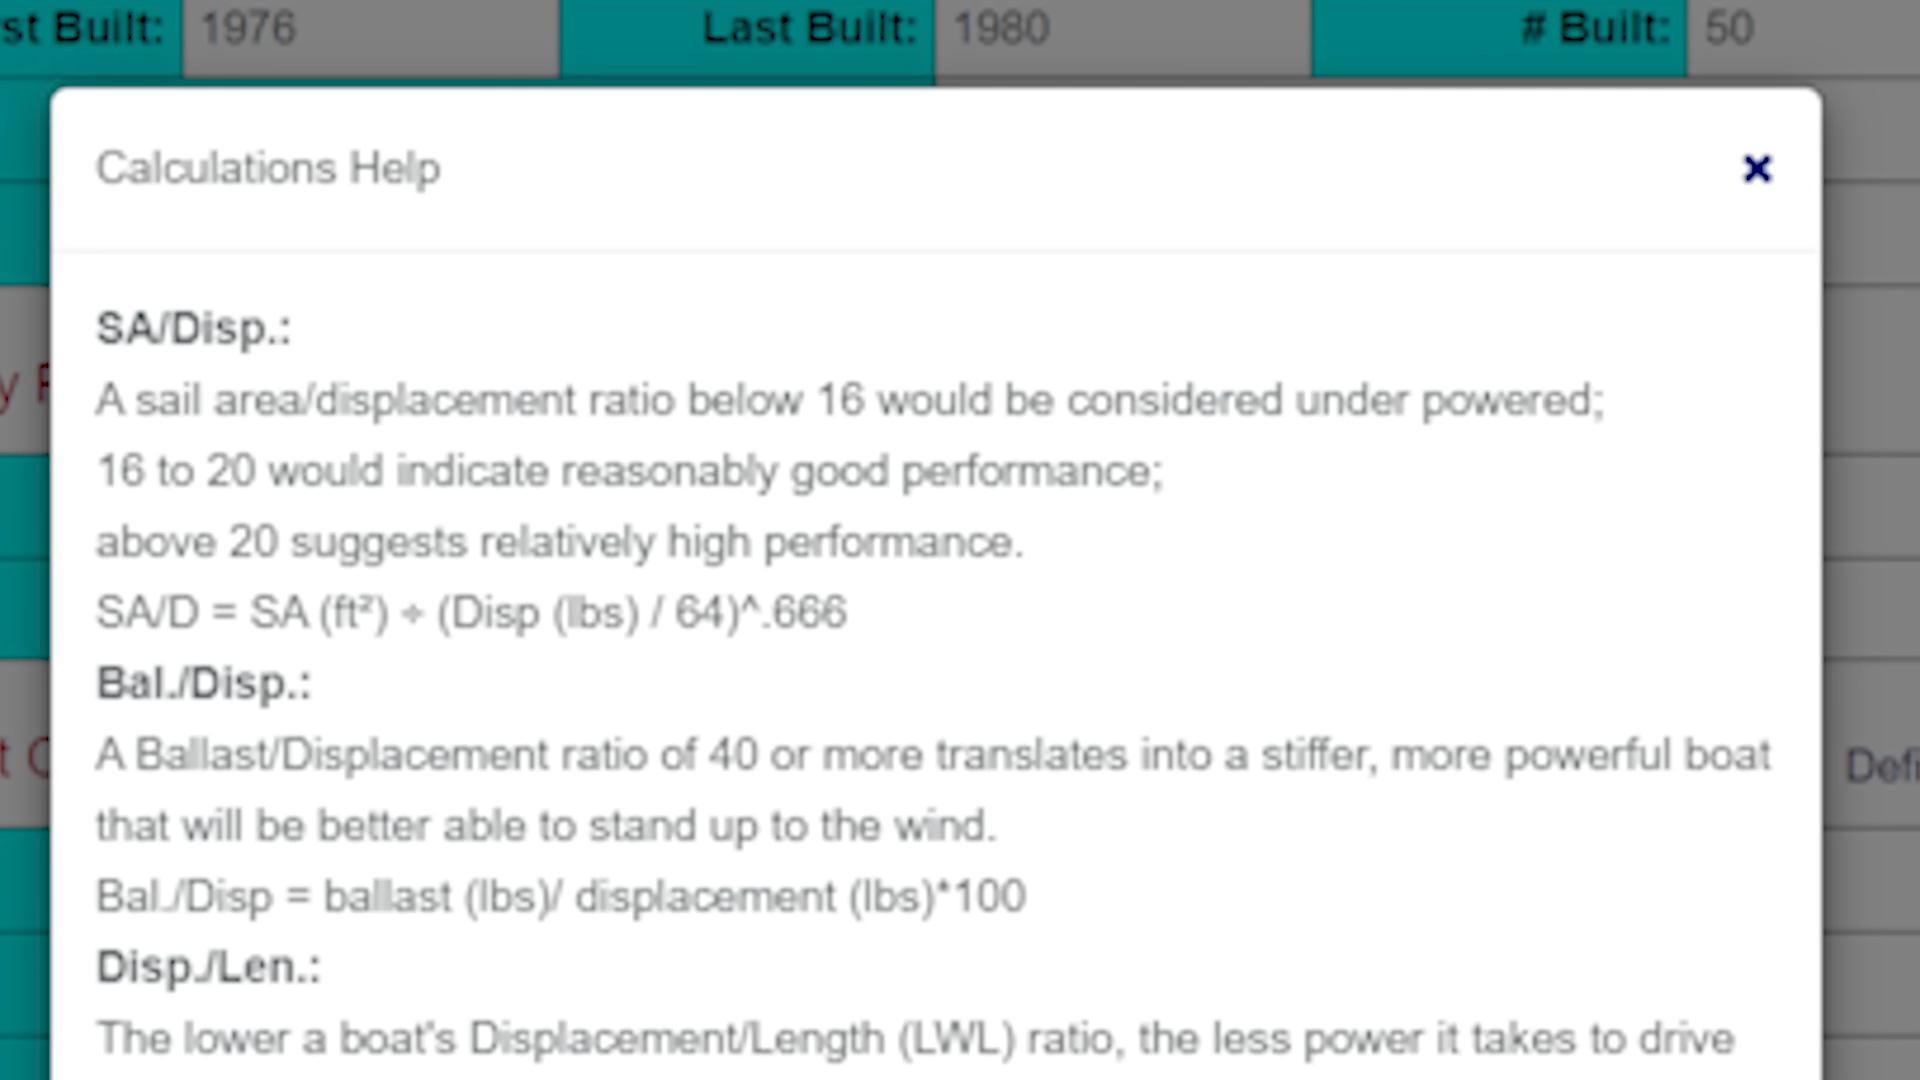 st Built: 1976 Last Built: 1980 # Built: 50
Calculations Help ×
SA/Disp.:
A sail area/displacement ratio below 16 would be considered under powered;
16 to 20 would indicate reasonably good performance;
above 20 suggests relatively high performance.
SA/D = SA (ft²) ÷ (Disp (lbs) / 64)^.666
Bal./Disp.:
A Ballast/Displacement ratio of 40 or more translates into a stiffer, more powerful boat
that will be better able to stand up to the wind.
Bal./Disp = ballast (lbs)/ displacement (lbs)*100
Disp./Len.:
The lower a boat's Displacement/Length (LWL) ratio, the less power it takes to drive